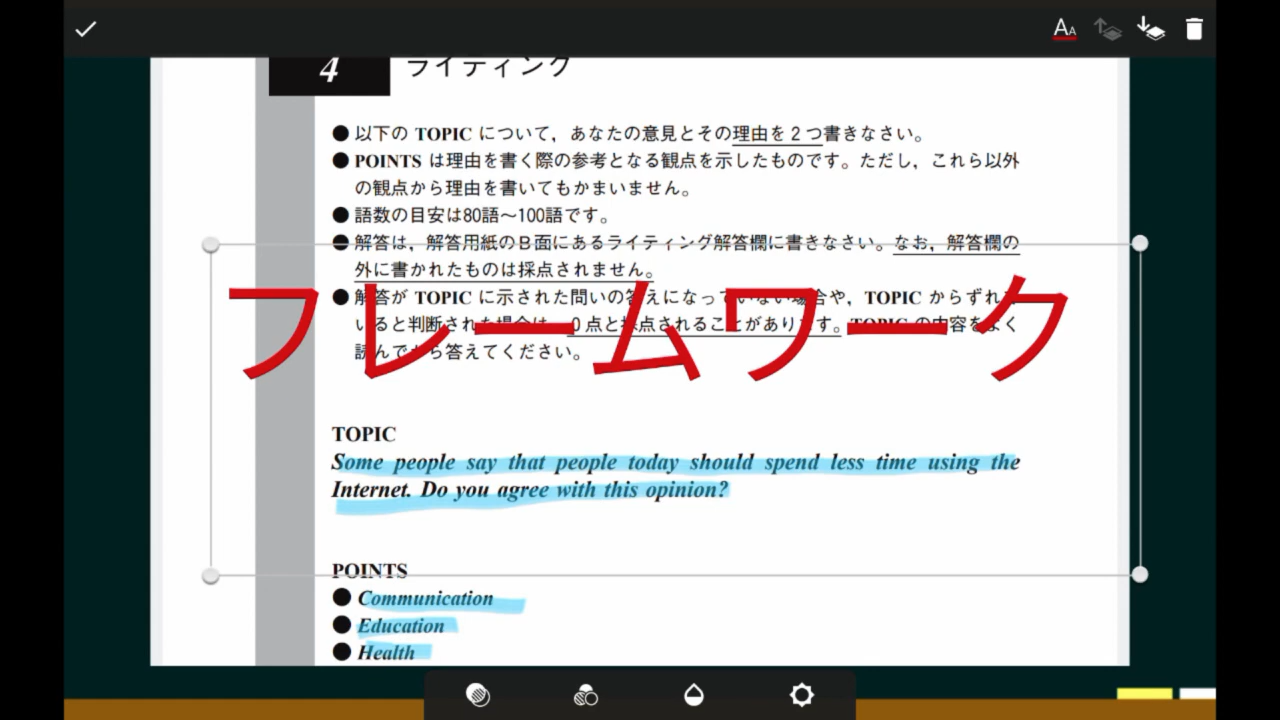 4 ライティング
● 以下の TOPIC について，あなたの意見とその理由を２つ書きなさい。
● POINTS は理由を書く際の参考となる観点を示したものです。ただし，これら以外
の観点から理由を書いてもかまいません。
● 語数の目安は80語～100語です。
● 解答は，解答用紙のＢ面にあるライティング解答欄に書きなさい。なお，解答欄の
外に書かれたものは採点されません。
● 解答が TOPIC に示された問いの答えになっていない場合や，TOPIC からずれて
いると判断された場合は，０点と採点されることがあります。TOPIC の内容をよく
読んでから答えてください。
フレームワーク
TOPIC
Some people say that people today should spend less time using the
Internet. Do you agree with this opinion?
POINTS
● Communication
● Education
● Health